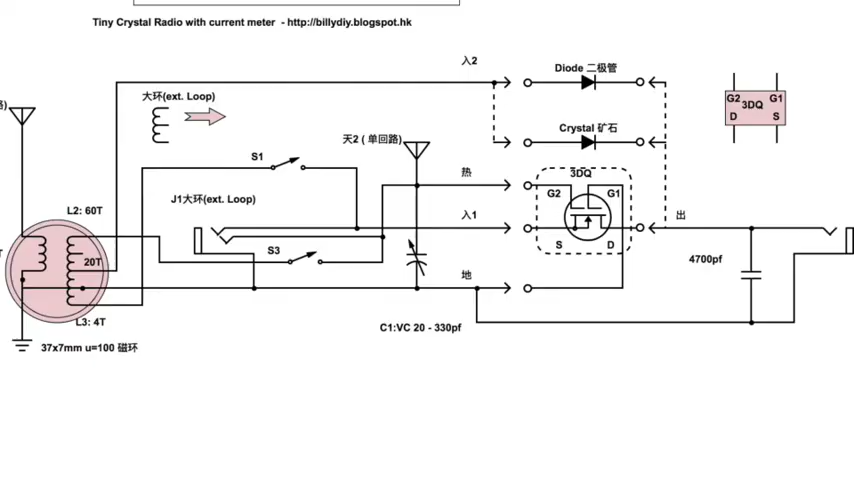 Tiny Crystal Radio with current meter - http://billydiy.blogspot.hk
入2
Diode 二极管
大环(ext. Loop)
G2 3DQ G1
D S
Crystal 矿石
天2 ( 单回路)
S1
热
3DQ
G2 G1
J1大环(ext. Loop)
L2: 60T
入1
出
S3
S D
20T
4700pf
地
L3: 4T
C1:VC 20 - 330pf
37x7mm u=100 磁环